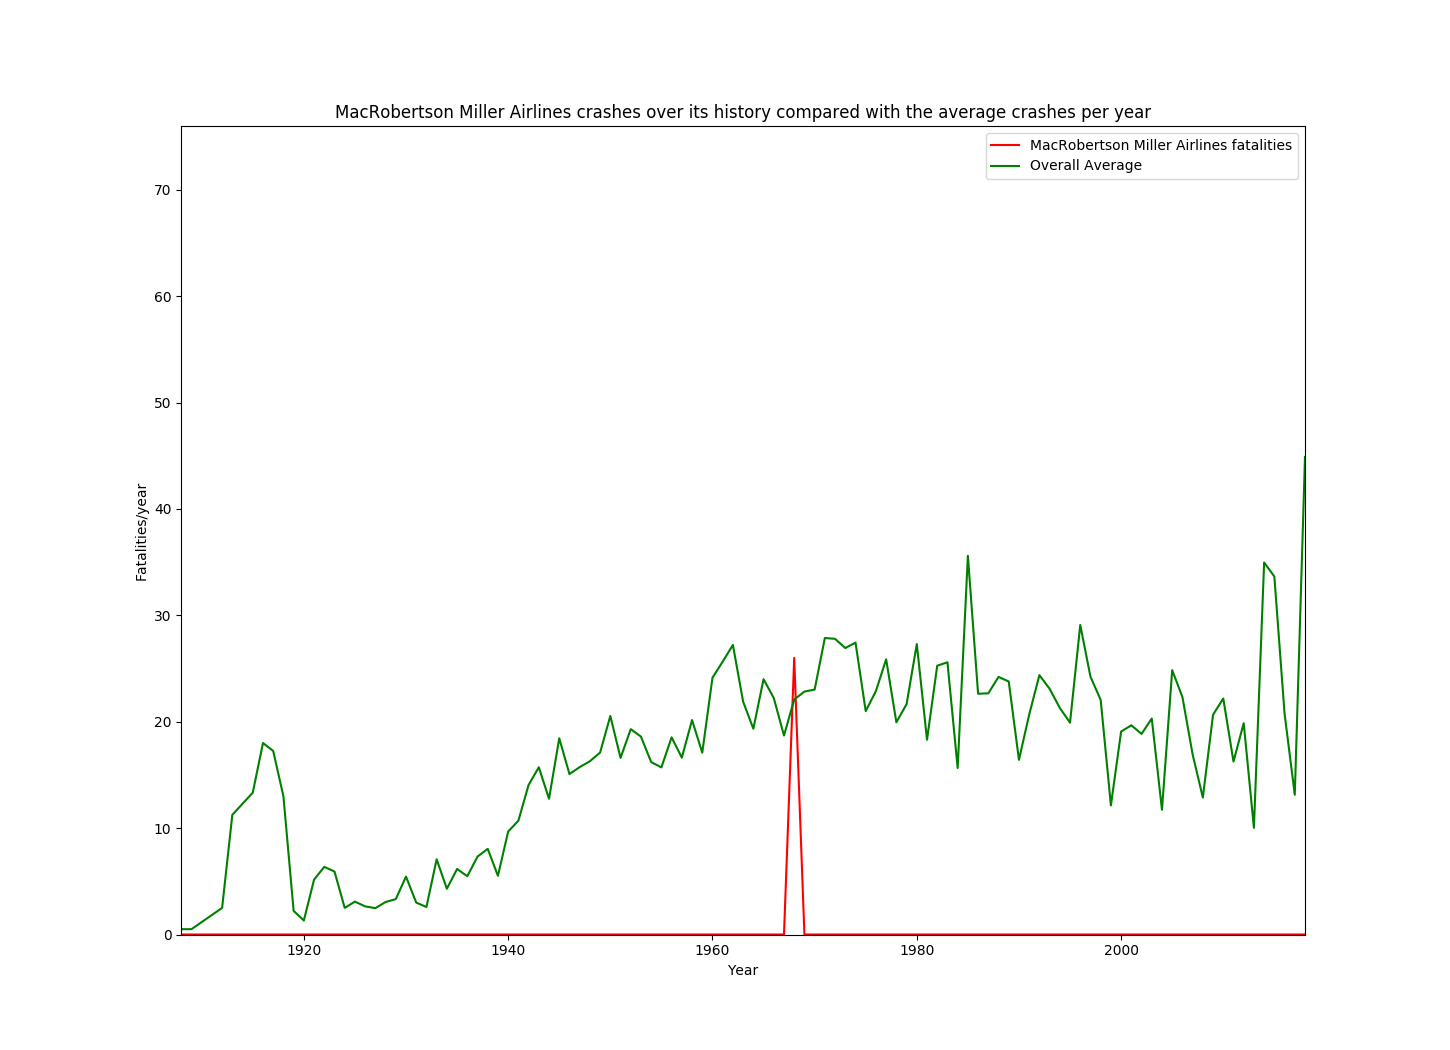 MacRobertson Miller Airlines crashes over its history compared with the average crashes per year
MacRobertson Miller Airlines fatalities
Overall Average
70
60
50
40
30
20
10
0
Fatalities/year
1920 1940 1960 1980 2000
Year